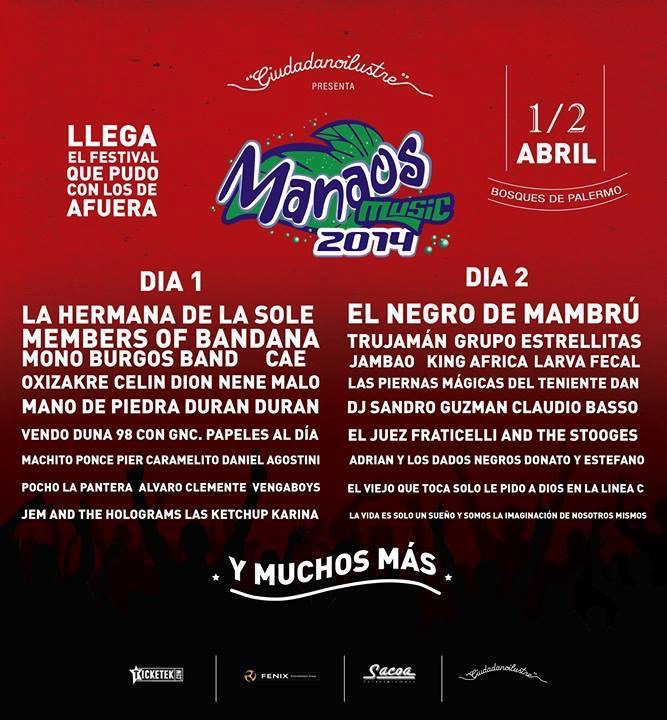 "Ciudadanoilustre"
PRESENTA
LLEGA
EL FESTIVAL
QUE PUDO
CON LOS DE
AFUERA
Manaos
music
2014
1/2
ABRIL
BOSQUES DE PALERMO
DIA 1
LA HERMANA DE LA SOLE
MEMBERS OF BANDANA
MONO BURGOS BAND CAE
OXIZAKRE CELIN DION NENE MALO
MANO DE PIEDRA DURAN DURAN
VENDO DUNA 98 CON GNC. PAPELES AL DÍA
MACHITO PONCE PIER CARAMELITO DANIEL AGOSTINI
POCHO LA PANTERA ALVARO CLEMENTE VENGABOYS
JEM AND THE HOLOGRAMS LAS KETCHUP KARINA
DIA 2
EL NEGRO DE MAMBRÚ
TRUJAMÁN GRUPO ESTRELLITAS
JAMBAO KING AFRICA LARVA FECAL
LAS PIERNAS MÁGICAS DEL TENIENTE DAN
DJ SANDRO GUZMAN CLAUDIO BASSO
EL JUEZ FRATICELLI AND THE STOOGES
ADRIAN Y LOS DADOS NEGROS DONATO Y ESTEFANO
EL VIEJO QUE TOCA SOLO LE PIDO A DIOS EN LA LINEA C
LA VIDA ES SOLO UN SUEÑO Y SOMOS LA IMAGINACIÓN DE NOSOTROS MISMOS
Y MUCHOS MÁS
TICKETEK
FENIX
Sacoa
"Ciudadanoilustre"